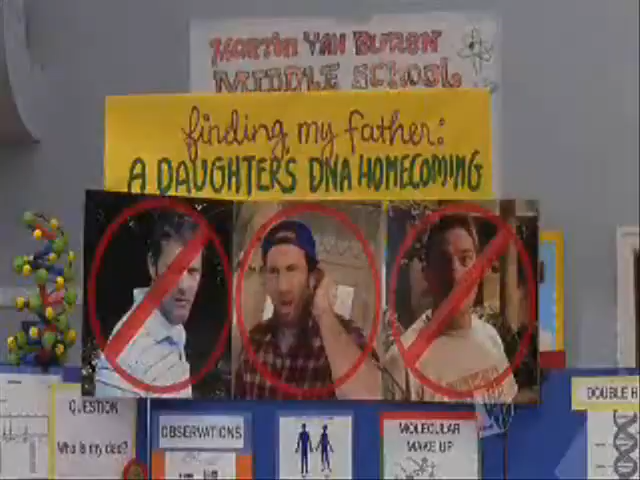 MARTIN VAN BUREN
MIDDLE SCHOOL
finding my father:
A DAUGHTERS DNA HOMECOMING
QUESTION
Who is my dad?
OBSERVATIONS
MOLECULAR
MAKE UP
DOUBLE H